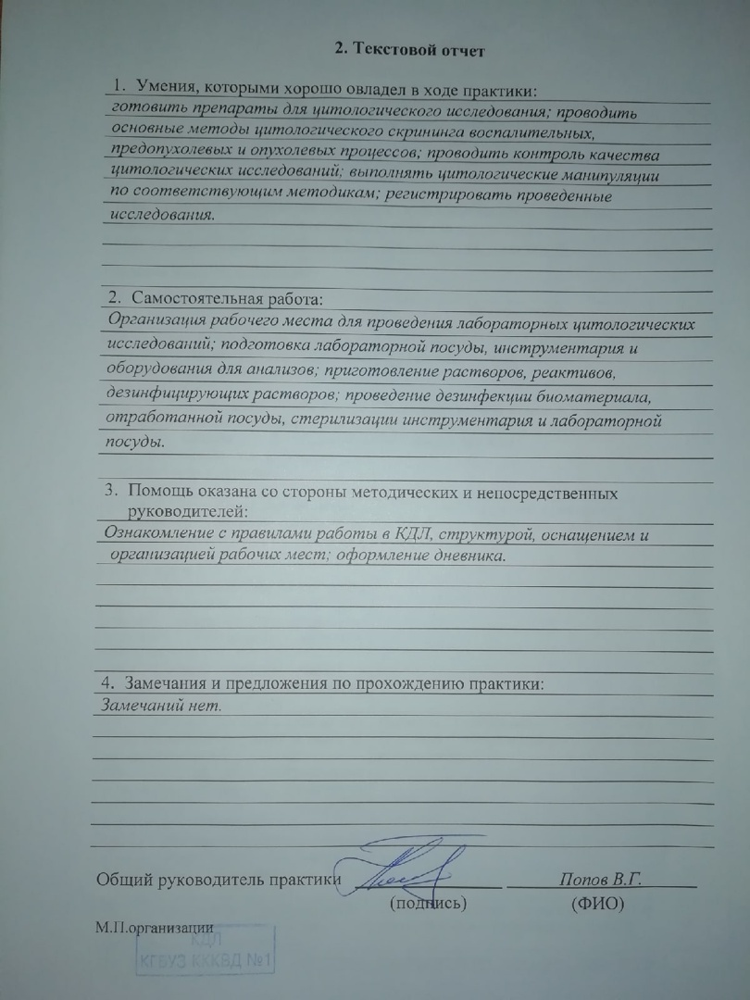 2. Текстовой отчет
1. Умения, которыми хорошо овладел в ходе практики:
готовить препараты для цитологического исследования; проводить
основные методы цитологического скрининга воспалительных,
предопухолевых и опухолевых процессов; проводить контроль качества
цитологических исследований; выполнять цитологические манипуляции
по соответствующим методикам; регистрировать проведенные
исследования.
2. Самостоятельная работа:
Организация рабочего места для проведения лабораторных цитологических
исследований; подготовка лабораторной посуды, инструментария и
оборудования для анализов; приготовление растворов, реактивов,
дезинфицирующих растворов; проведение дезинфекции биоматериала,
отработанной посуды, стерилизации инструментария и лабораторной
посуды.
3. Помощь оказана со стороны методических и непосредственных
руководителей:
Ознакомление с правилами работы в КДЛ, структурой, оснащением и
организацией рабочих мест; оформление дневника.
4. Замечания и предложения по прохождению практики:
Замечаний нет.
Общий руководитель практики Попов В.Г.
(подпись) (ФИО)
М.П.организации
КДЛ
КГБУЗ ККВД №1